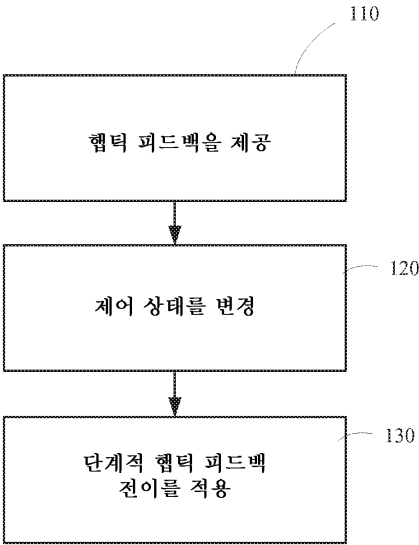 110
햅틱 피드백을 제공
120
제어 상태를 변경
130
단계적 햅틱 피드백
전이를 적용